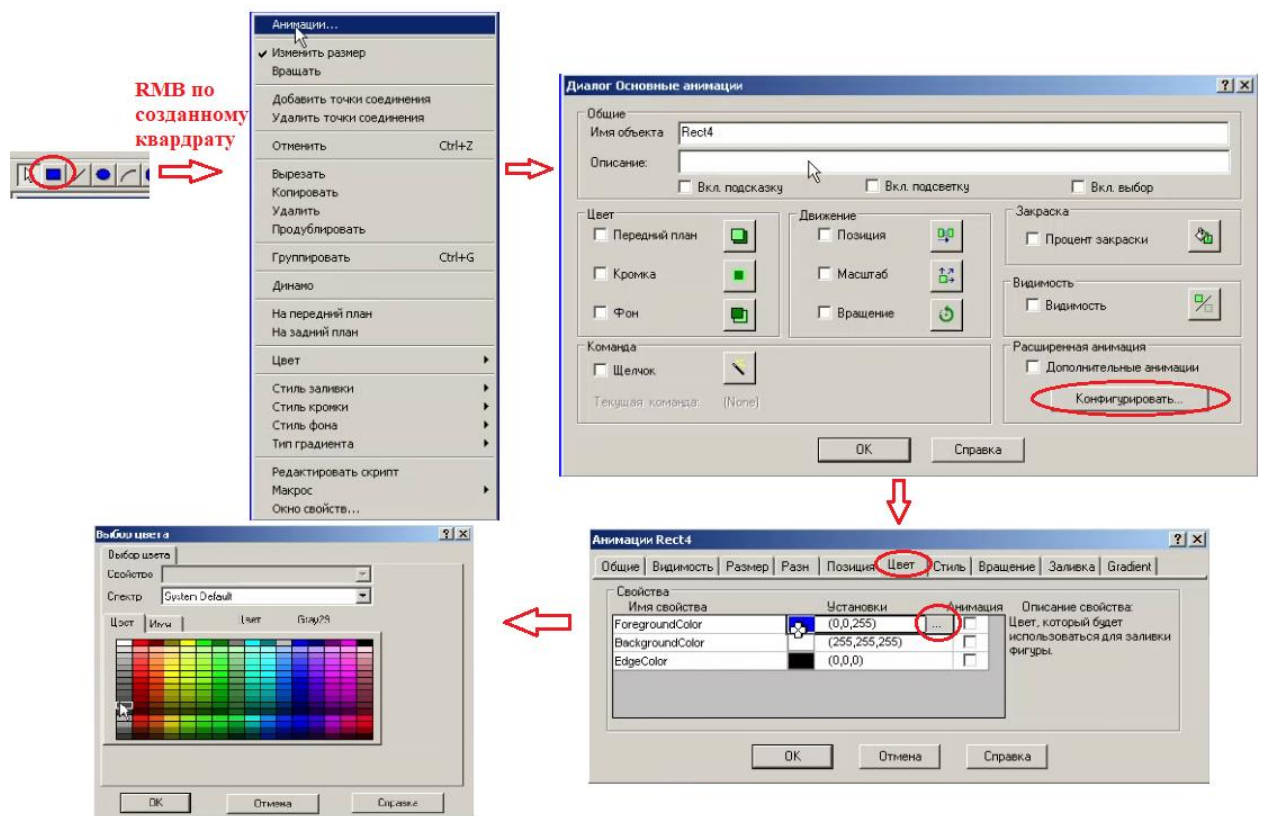 RMB по
созданному
квардрату
Анимации...
Изменить размер
Вращать
Добавить точки соединения
Удалить точки соединения
Отменить Ctrl+Z
Вырезать
Копировать
Удалить
Продублировать
Группировать Ctrl+G
Динамо
На передний план
На задний план
Цвет
Стиль заливки
Стиль кромки
Стиль фона
Тип градиента
Редактировать скрипт
Макрос
Окно свойств...
Диалог Основные анимации
Общие
Имя объекта Rect4
Описание:
Вкл. подсказку Вкл. подсветку Вкл. выбор
Цвет
Передний план
Кромка
Фон
Движение
Позиция
Масштаб
Вращение
Закраска
Процент закраски
Видимость
Видимость
Команда
Щелчок
Текущая команда: (None)
Расширенная анимация
Дополнительные анимации
Конфигурировать...
OK Справка
Анимации Rect4
Общие Видимость Размер Разн Позиция Цвет Стиль Вращение Заливка Gradient
Свойства
Имя свойства Установки Анимация
ForegroundColor (0,0,255) ...
BackgroundColor (255,255,255)
EdgeColor (0,0,0)
Описание свойства:
Цвет, который будет
использоваться для заливки
фигуры.
OK Отмена Справка
Выбор цвета
Выбор цвета
Свойство
Спектр System Default
Цвет Имя Цвет Gray29
OK Отмена Справка